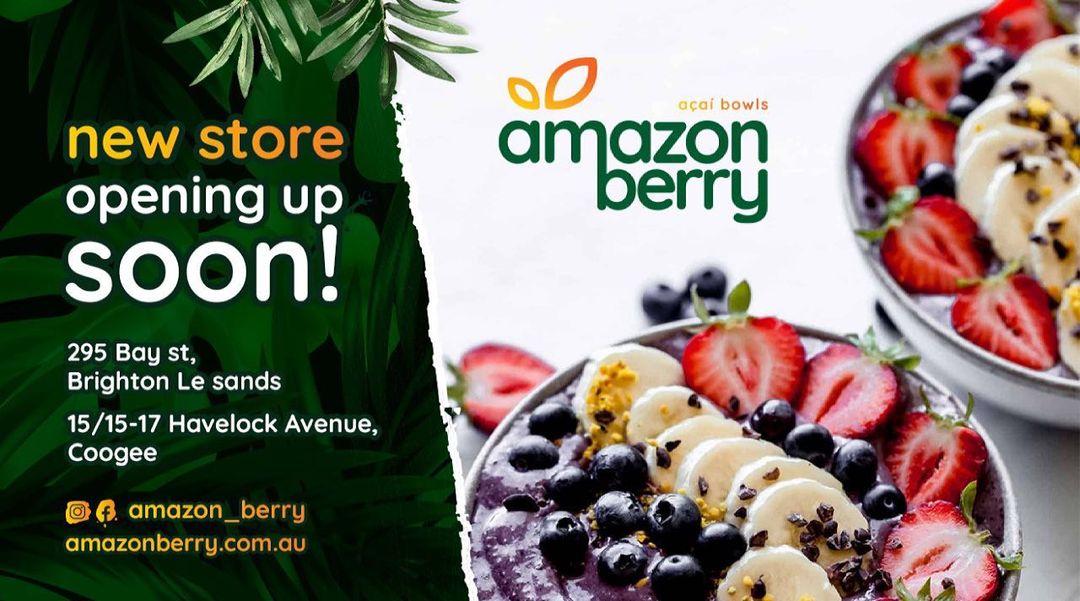 new store
opening up
soon!
295 Bay st,
Brighton Le sands
15/15-17 Havelock Avenue,
Coogee
amazon_berry
amazonberry.com.au
açaí bowls
amazon
berry